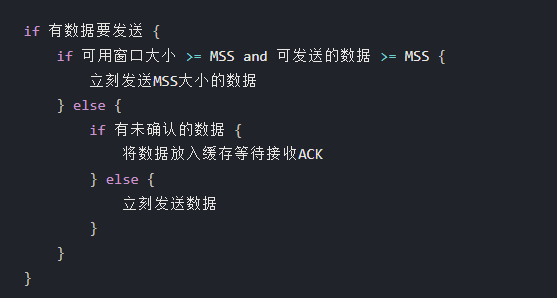 if 有数据要发送 {
    if 可用窗口大小 >= MSS and 可发送的数据 >= MSS {
        立刻发送MSS大小的数据
    } else {
        if 有未确认的数据 {
            将数据放入缓存等待接收ACK
        } else {
            立刻发送数据
        }
    }
}